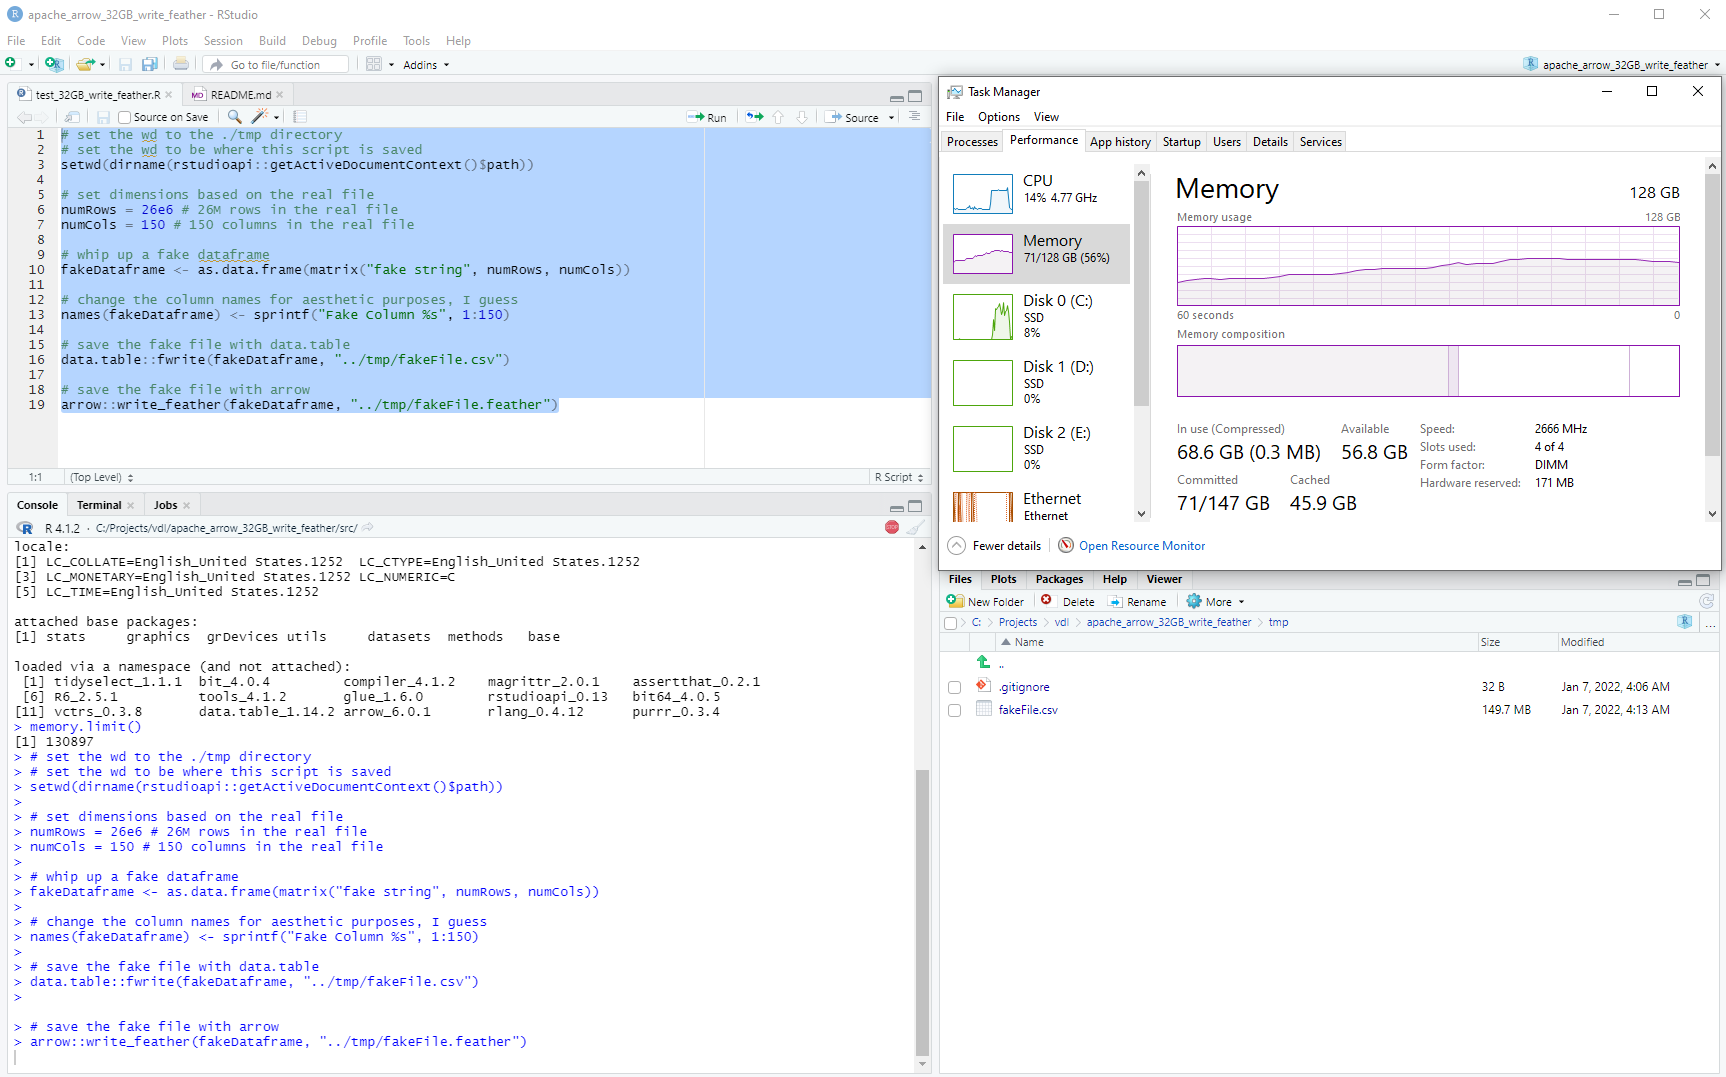 apache_arrow_32GB_write_feather - RStudio
File Edit Code View Plots Session Build Debug Profile Tools Help
Go to file/function Addins apache_arrow_32GB_write_feather
test_32GB_write_feather.R README.md
Source on Save Run Source
1 # set the wd to the ./tmp directory
2 # set the wd to be where this script is saved
3 setwd(dirname(rstudioapi::getActiveDocumentContext()$path))
4
5 # set dimensions based on the real file
6 numRows = 26e6 # 26M rows in the real file
7 numCols = 150 # 150 columns in the real file
8
9 # whip up a fake dataframe
10 fakeDataframe <- as.data.frame(matrix("fake string", numRows, numCols))
11
12 # change the column names for aesthetic purposes, I guess
13 names(fakeDataframe) <- sprintf("Fake Column %s", 1:150)
14
15 # save the fake file with data.table
16 data.table::fwrite(fakeDataframe, "../tmp/fakeFile.csv")
17
18 # save the fake file with arrow
19 arrow::write_feather(fakeDataframe, "../tmp/fakeFile.feather")
1:1 (Top Level) R Script
Console Terminal Jobs
R 4.1.2 · C:/Projects/vdl/apache_arrow_32GB_write_feather/src/
STOP
locale:
[1] LC_COLLATE=English_United States.1252 LC_CTYPE=English_United States.1252
[3] LC_MONETARY=English_United States.1252 LC_NUMERIC=C
[5] LC_TIME=English_United States.1252
attached base packages:
[1] stats graphics grDevices utils datasets methods base
loaded via a namespace (and not attached):
[1] tidyselect_1.1.1 bit_4.0.4 compiler_4.1.2 magrittr_2.0.1 assertthat_0.2.1
[6] R6_2.5.1 tools_4.1.2 glue_1.6.0 rstudioapi_0.13 bit64_4.0.5
[11] vctrs_0.3.8 data.table_1.14.2 arrow_6.0.1 rlang_0.4.12 purrr_0.3.4
> memory.limit()
[1] 130897
> # set the wd to the ./tmp directory
> # set the wd to be where this script is saved
> setwd(dirname(rstudioapi::getActiveDocumentContext()$path))
>
> # set dimensions based on the real file
> numRows = 26e6 # 26M rows in the real file
> numCols = 150 # 150 columns in the real file
>
> # whip up a fake dataframe
> fakeDataframe <- as.data.frame(matrix("fake string", numRows, numCols))
>
> # change the column names for aesthetic purposes, I guess
> names(fakeDataframe) <- sprintf("Fake Column %s", 1:150)
>
> # save the fake file with data.table
> data.table::fwrite(fakeDataframe, "../tmp/fakeFile.csv")
>
> # save the fake file with arrow
> arrow::write_feather(fakeDataframe, "../tmp/fakeFile.feather")
Task Manager
File Options View
Processes Performance App history Startup Users Details Services
CPU
14% 4.77 GHz
Memory
71/128 GB (56%)
Disk 0 (C:)
SSD
8%
Disk 1 (D:)
SSD
0%
Disk 2 (E:)
SSD
0%
Ethernet
Ethernet
Memory 128 GB
Memory usage 128 GB
60 seconds 0
Memory composition
In use (Compressed) Available
68.6 GB (0.3 MB) 56.8 GB
Committed Cached
71/147 GB 45.9 GB
Speed: 2666 MHz
Slots used: 4 of 4
Form factor: DIMM
Hardware reserved: 171 MB
Fewer details Open Resource Monitor
Files Plots Packages Help Viewer
New Folder Delete Rename More
C: Projects vdl apache_arrow_32GB_write_feather tmp ...
Name Size Modified
..
.gitignore 32 B Jan 7, 2022, 4:06 AM
fakeFile.csv 149.7 MB Jan 7, 2022, 4:13 AM